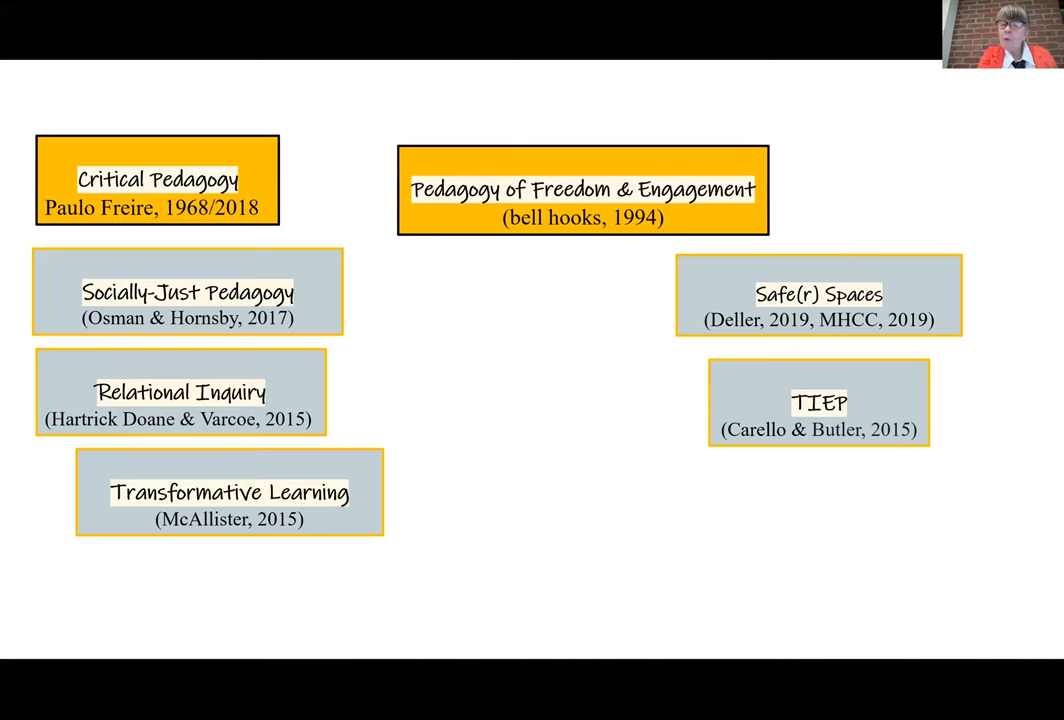 Critical Pedagogy
Paulo Freire, 1968/2018
Pedagogy of Freedom & Engagement
(bell hooks, 1994)
Socially-Just Pedagogy
(Osman & Hornsby, 2017)
Safe(r) Spaces
(Deller, 2019, MHCC, 2019)
Relational Inquiry
(Hartrick Doane & Varcoe, 2015)
TIEP
(Carello & Butler, 2015)
Transformative Learning
(McAllister, 2015)